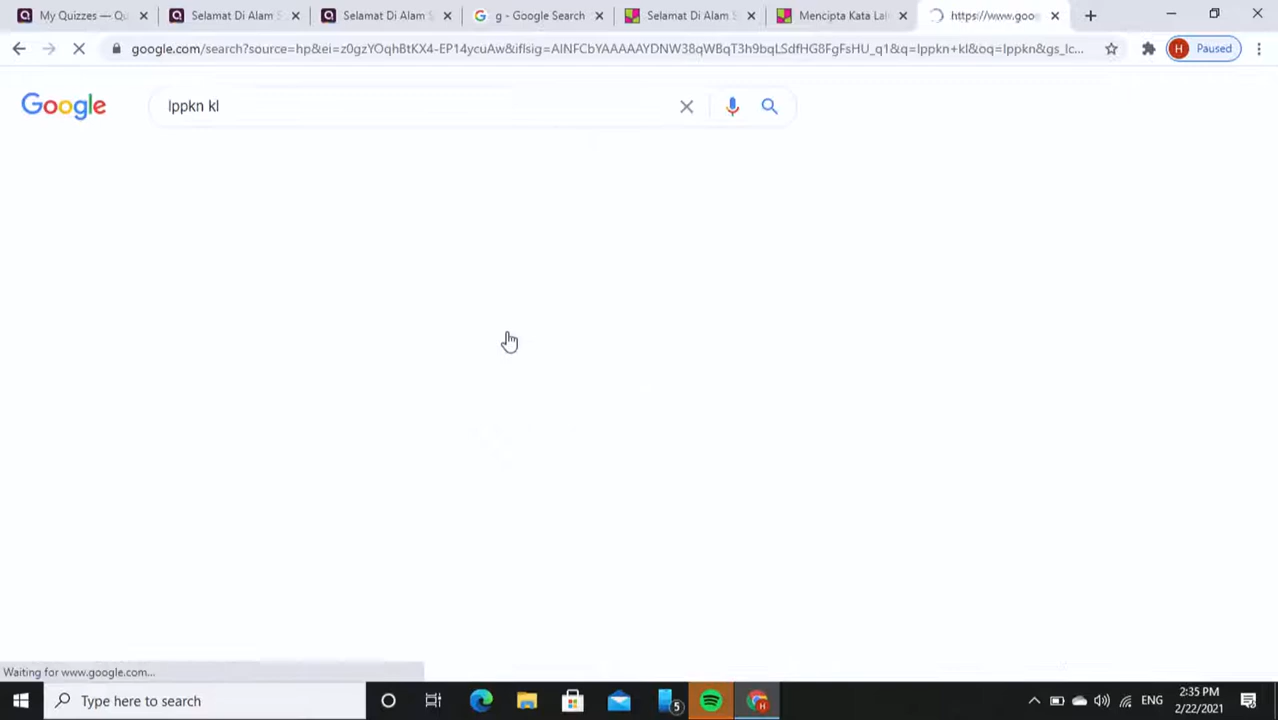 My Quizzes — Qu
Selamat Di Alam S
Selamat Di Alam S
g - Google Search
Selamat Di Alam S
Mencipta Kata Lal
https://www.goo
google.com/search?source=hp&ei=z0gzYOqhBtKX4-EP14ycuAw&iflsig=AINFCbYAAAAAYDNW38qWBqT3h9bqLSdfHG8FgFsHU_q1&q=lppkn+kl&oq=lppkn&gs_lc...
H Paused
Google
lppkn kl
Waiting for www.google.com...
Type here to search
5
H
ENG
2:35 PM
2/22/2021